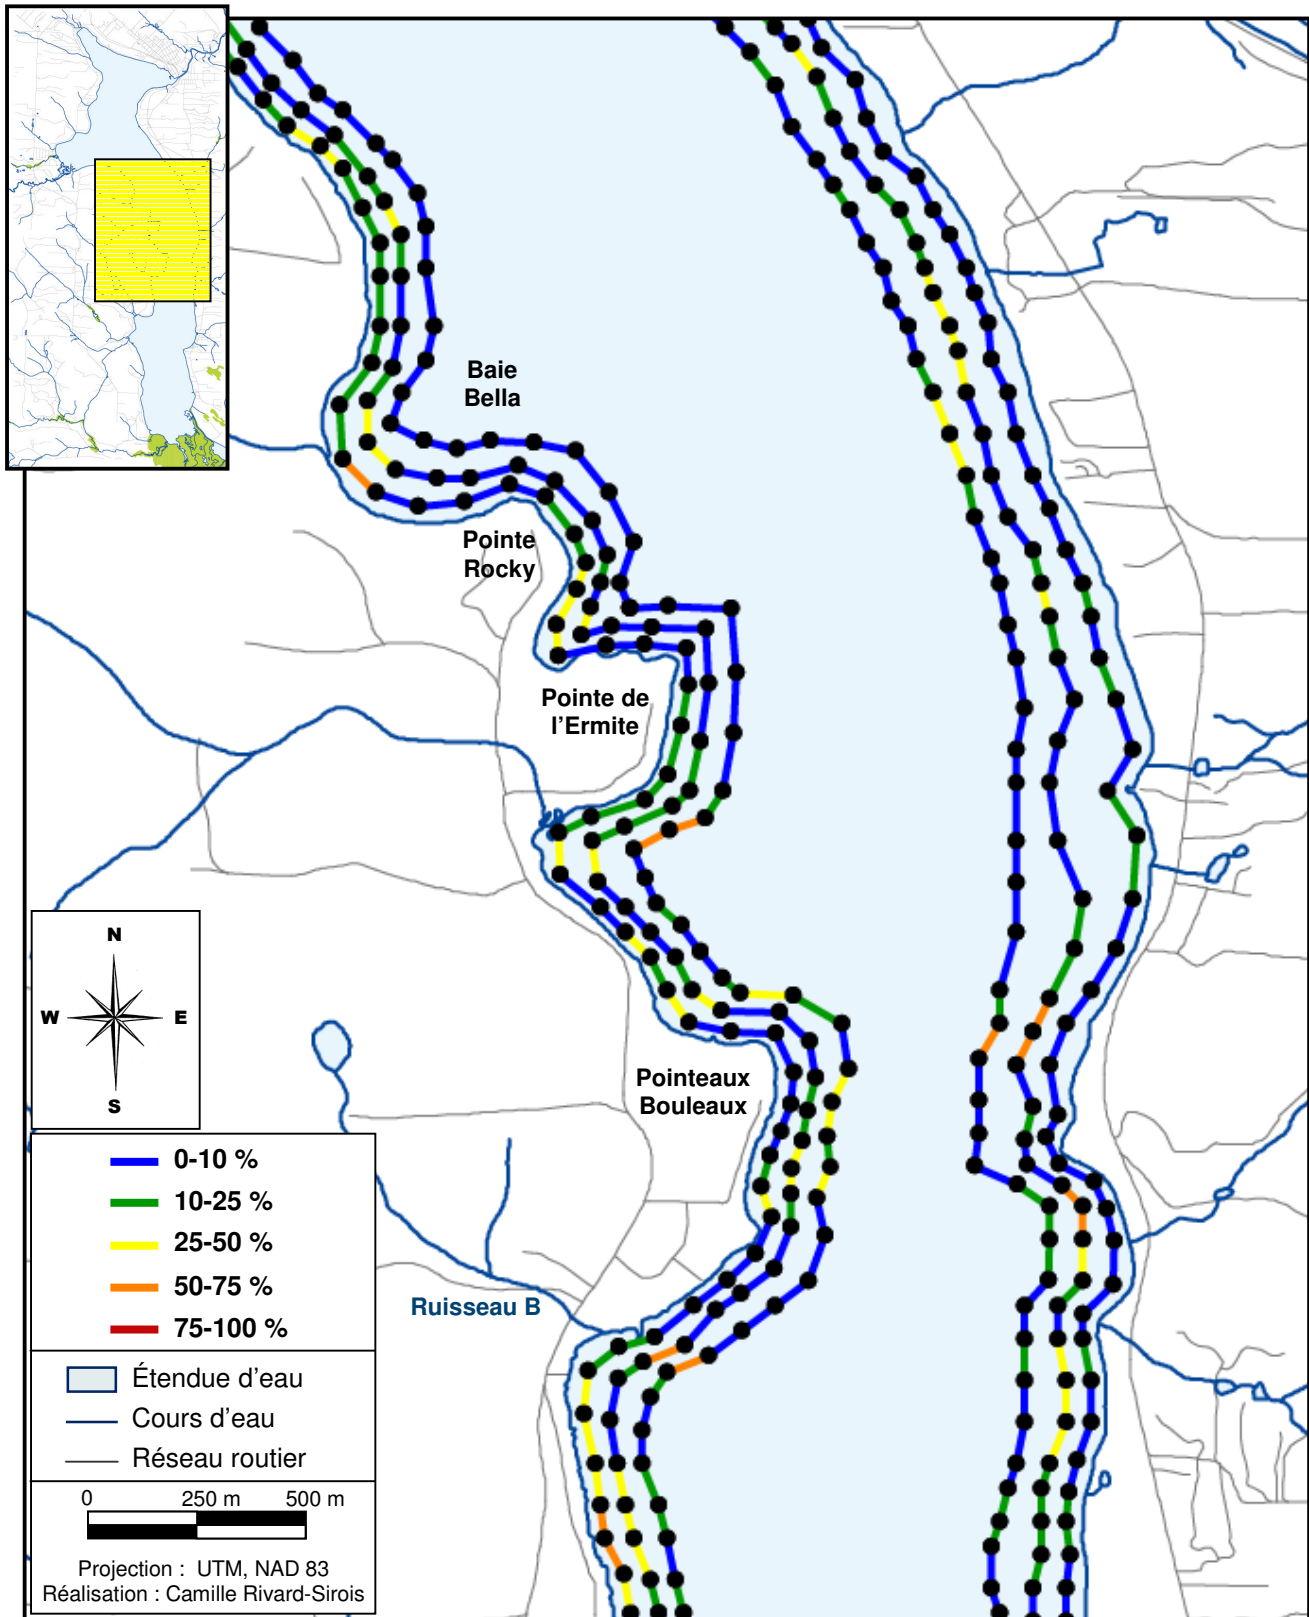 Baie
Bella
Pointe
Rocky
Pointe de
l'Ermite
N
W
E
S
Pointeaux
Bouleaux
0-10 %
10-25 %
25-50 %
50-75 %
75-100 %
Ruisseau B
Étendue d'eau
Cours d'eau
Réseau routier
0 250 m 500 m
Projection : UTM, NAD 83
Réalisation : Camille Rivard-Sirois